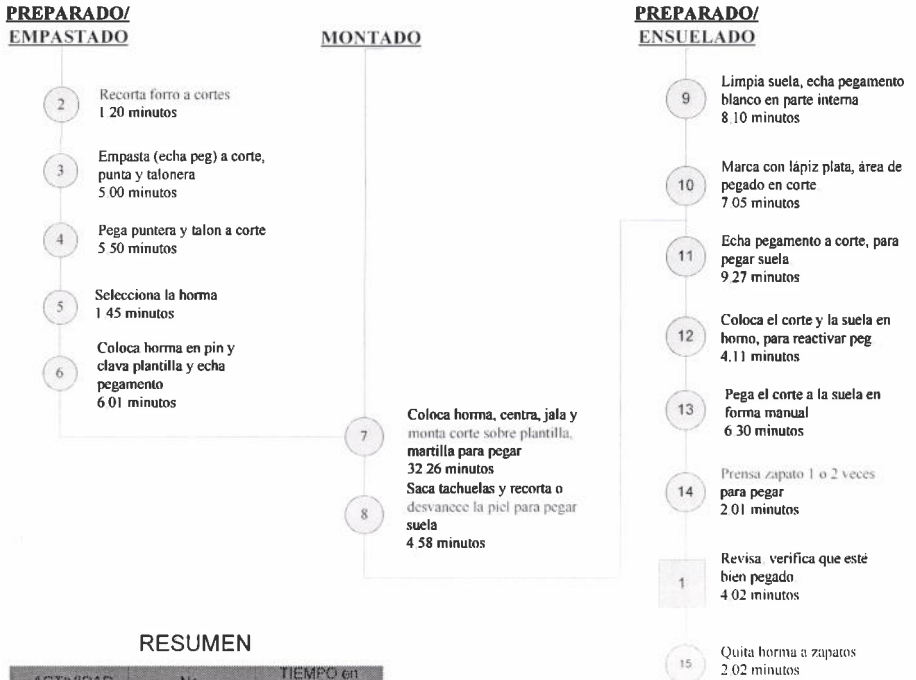 PREPARADO/
EMPASTADO
2
Recorta forro a cortes
1 20 minutos
3
Empasta (echa peg) a corte,
punta y talonera
5 00 minutos
4
Pega puntera y talon a corte
5 50 minutos
5
Selecciona la horma
1 45 minutos
6
Coloca horma en pin y
clava plantilla y echa
pegamento
6 01 minutos
MONTADO
7
Coloca horma, centra, jala y
monta corte sobre plantilla,
martilla para pegar
32 26 minutos
8
Saca tachuelas y recorta o
desvanece la piel para pegar
suela
4 58 minutos
PREPARADO/
ENSUELADO
9
Limpia suela, echa pegamento
blanco en parte interna
8.10 minutos
10
Marca con lápiz plata, área de
pegado en corte
7 05 minutos
11
Echa pegamento a corte, para
pegar suela
9.27 minutos
12
Coloca el corte y la suela en
horno, para reactivar peg
4.11 minutos
13
Pega el corte a la suela en
forma manual
6 30 minutos
14
Prensa zapato 1 o 2 veces
para pegar
2 01 minutos
1
Revisa, verifica que esté
bien pegado
4 02 minutos
15
Quita horma a zapatos
2 02 minutos
RESUMEN
ACTIVIDAD No. TIEMPO en